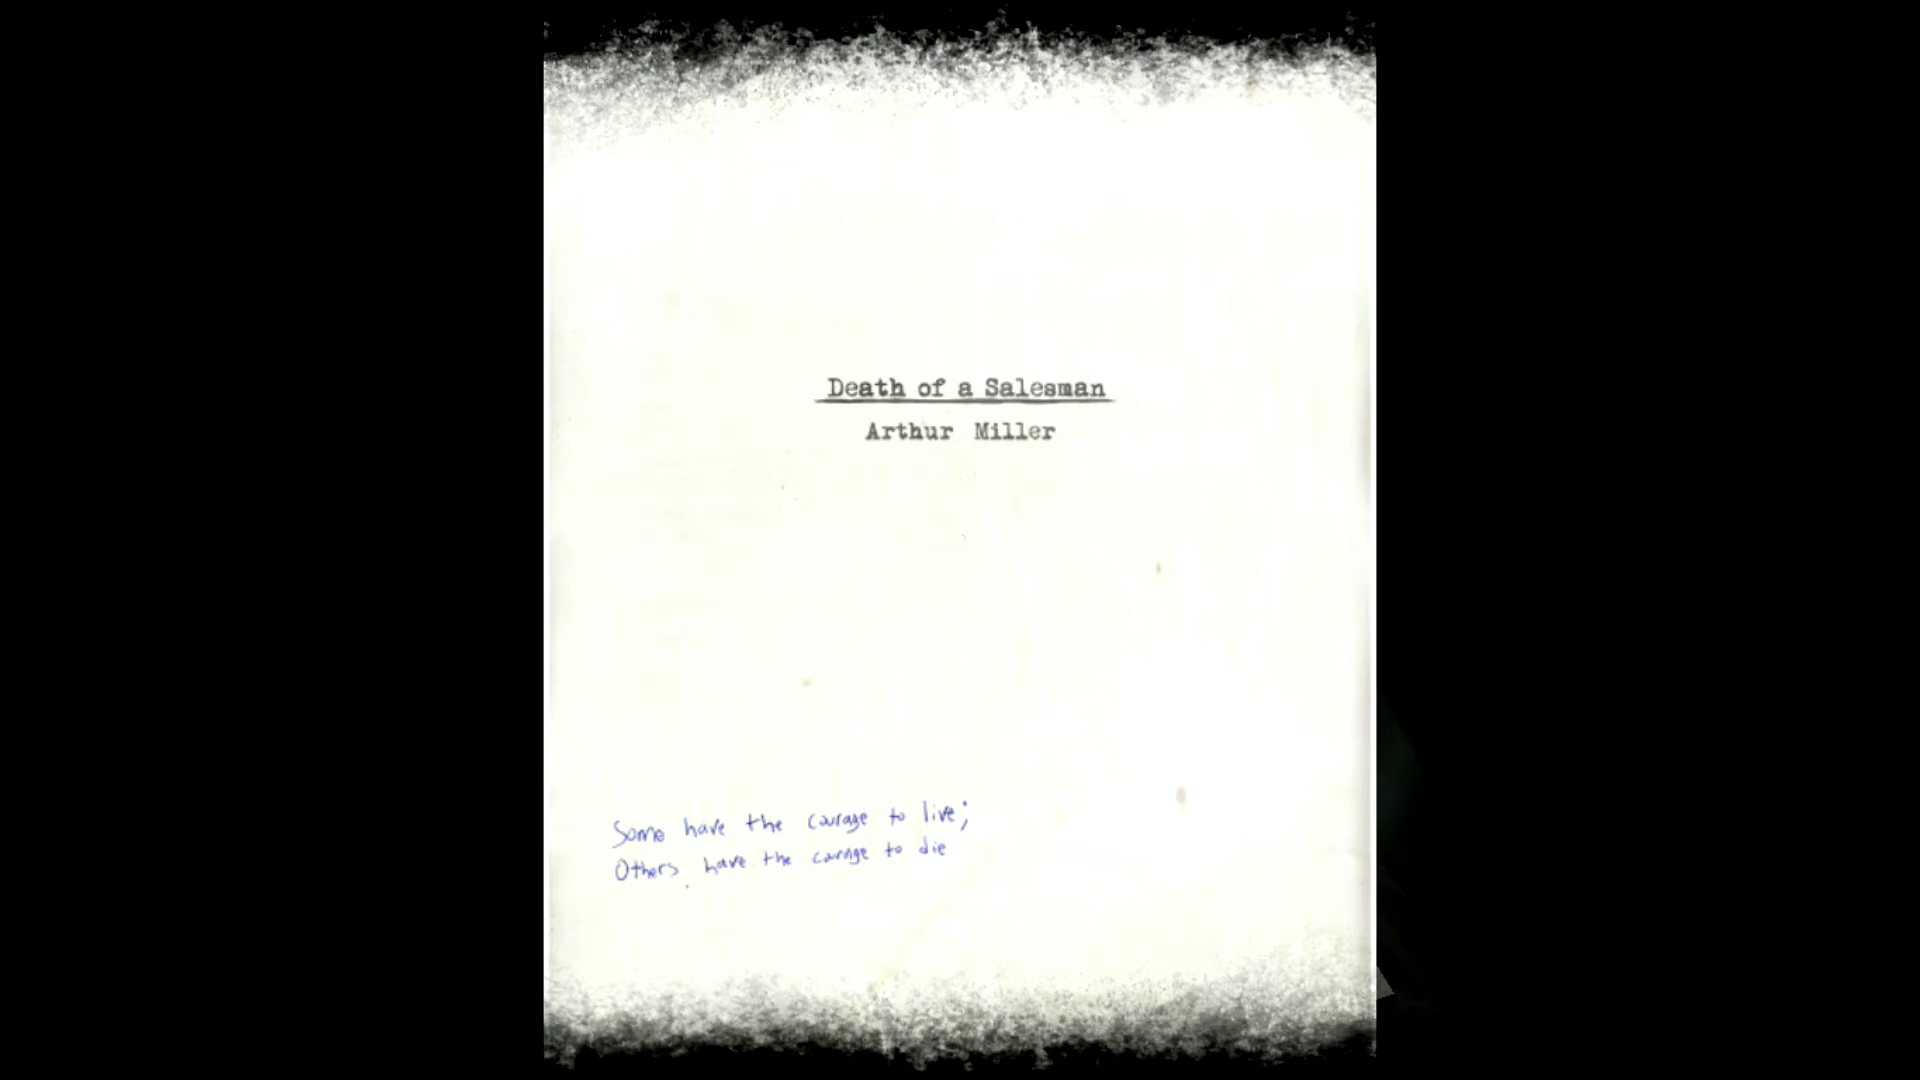 Death of a Salesman
Arthur Miller
Some have the courage to live;
Others have the courage to die